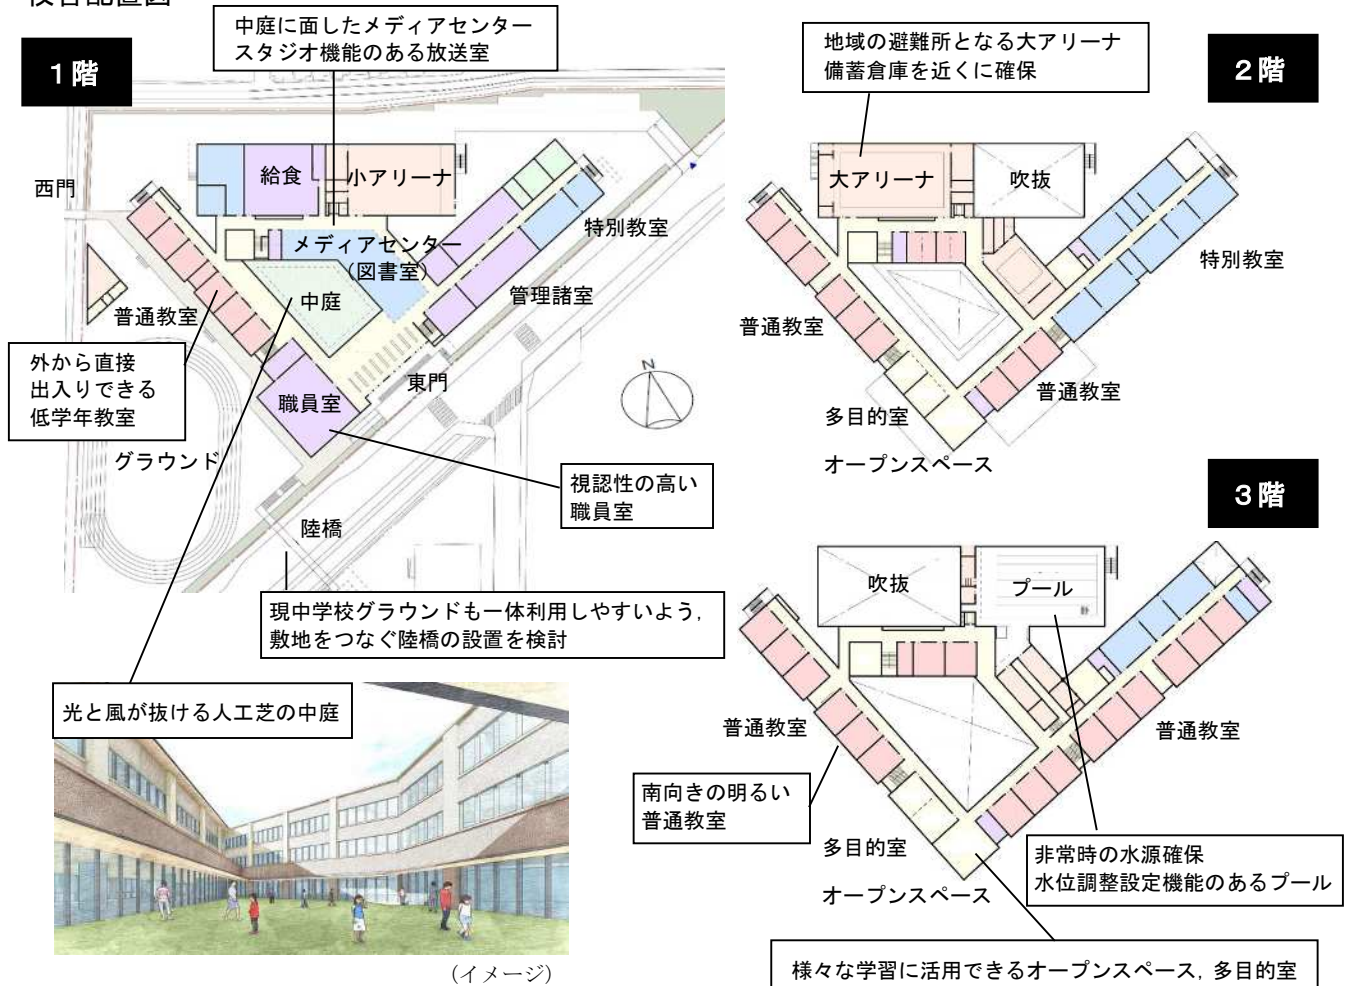 校舎配置図
1階
中庭に面したメディアセンター
スタジオ機能のある放送室
西門
給食
小アリーナ
特別教室
メディアセンター
（図書室）
中庭
管理諸室
普通教室
外から直接
出入りできる
低学年教室
職員室
東門
N
グラウンド
視認性の高い
職員室
陸橋
現中学校グラウンドも一体利用しやすいよう，
敷地をつなぐ陸橋の設置を検討
光と風が抜ける人工芝の中庭
（イメージ）
2階
地域の避難所となる大アリーナ
備蓄倉庫を近くに確保
大アリーナ
吹抜
特別教室
普通教室
普通教室
多目的室
オープンスペース
3階
吹抜
プール
普通教室
普通教室
南向きの明るい
普通教室
多目的室
オープンスペース
非常時の水源確保
水位調整設定機能のあるプール
様々な学習に活用できるオープンスペース，多目的室